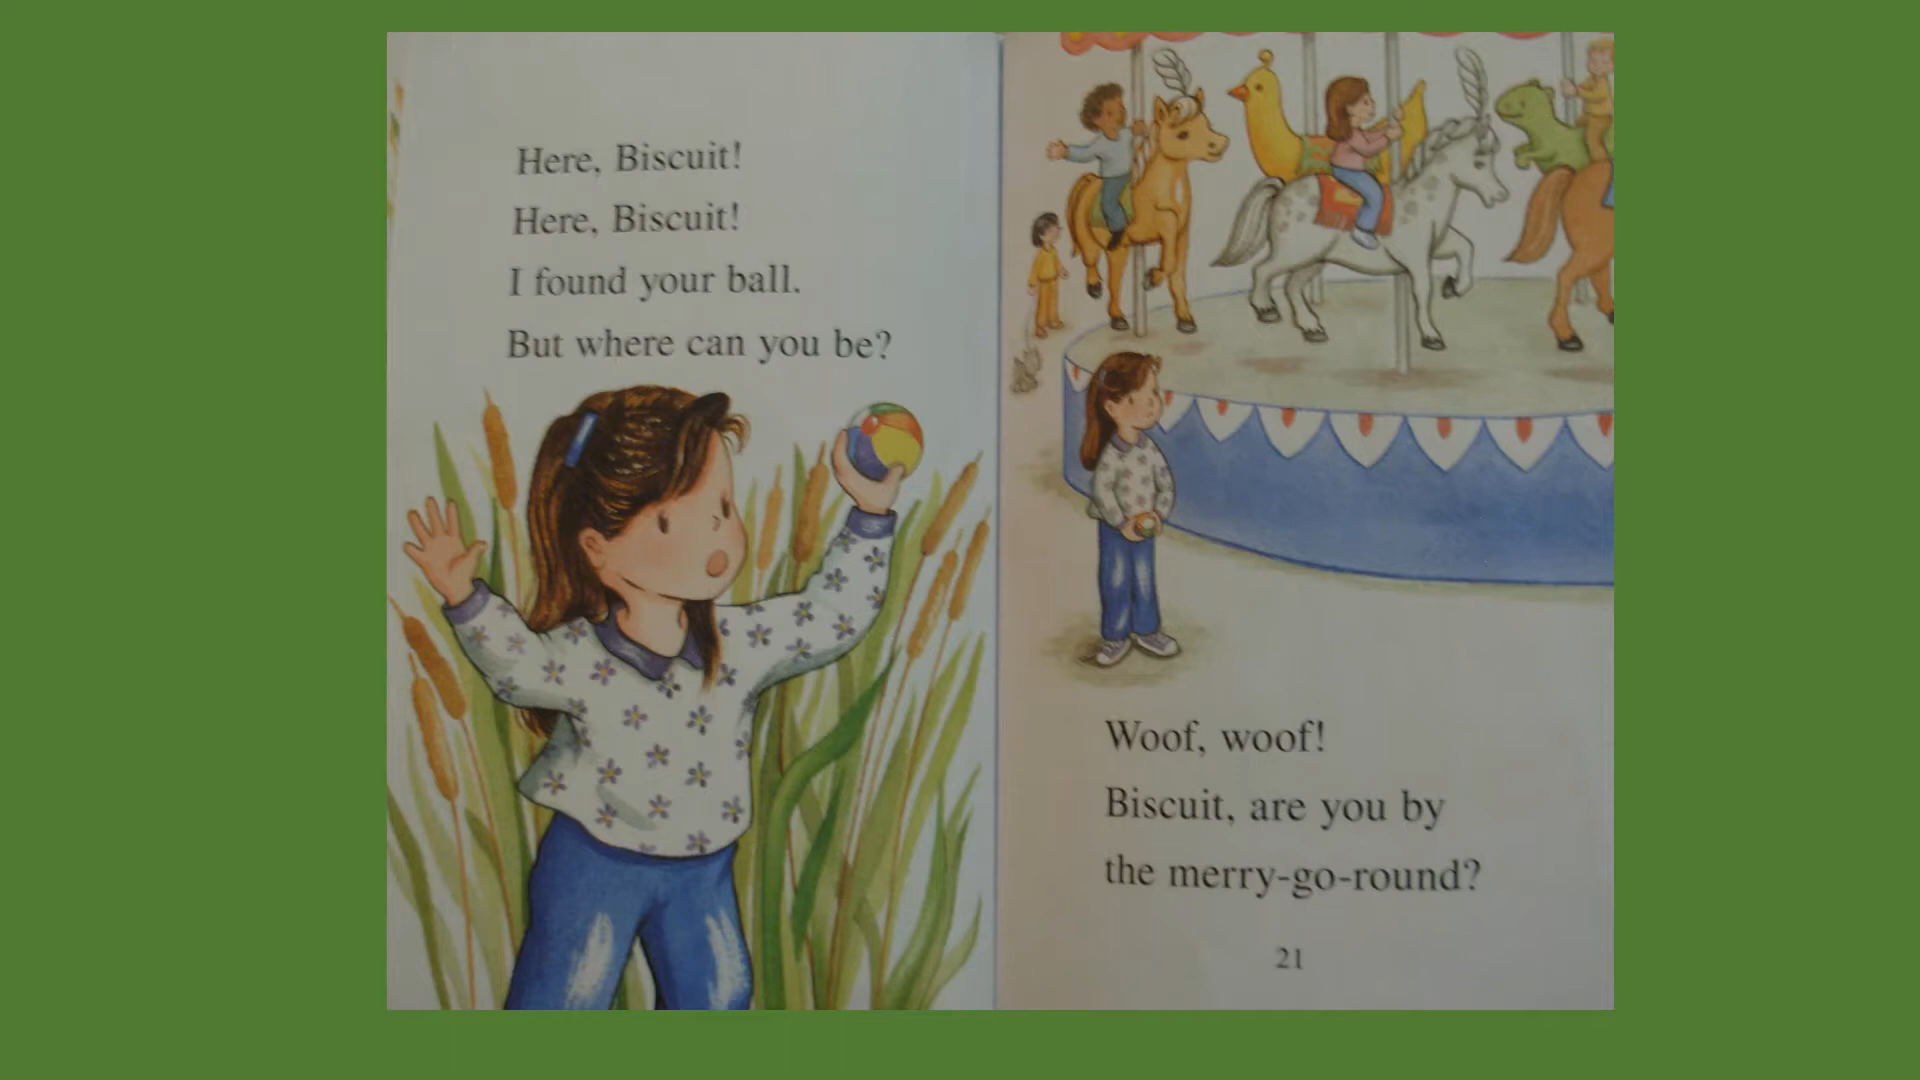 Here, Biscuit!
Here, Biscuit!
I found your ball.
But where can you be?
Woof, woof!
Biscuit, are you by
the merry-go-round?
21